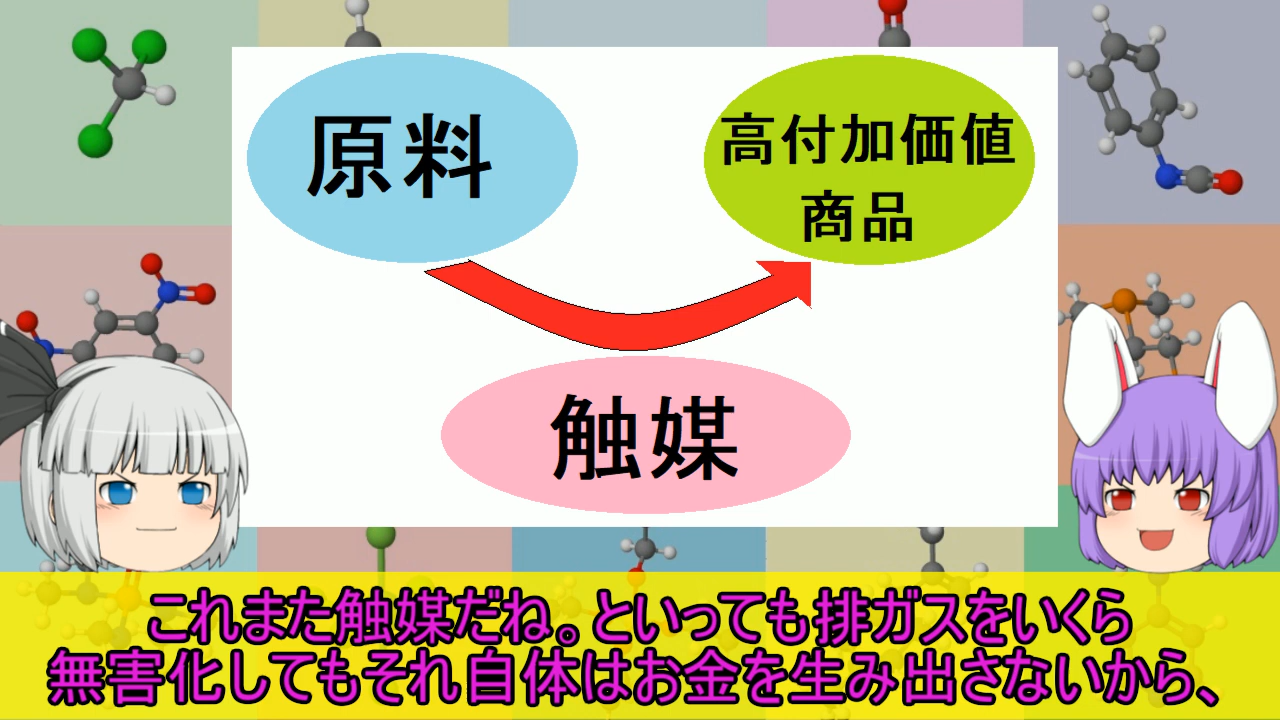 原料
高付加価値
商品
触媒
これまた触媒だね。といっても排ガスをいくら
無害化してもそれ自体はお金を生み出さないから、